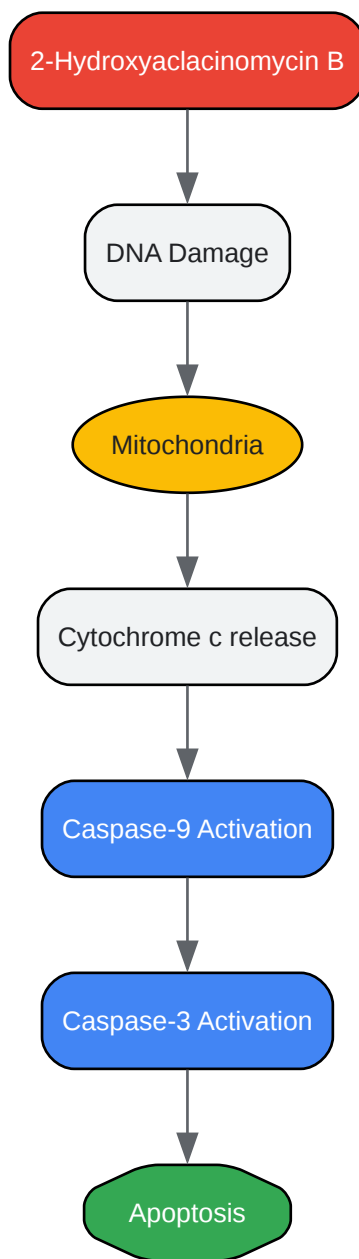 2-Hydroxyaclacinomycin B
DNA Damage
Mitochondria
Cytochrome c release
Caspase-9 Activation
Caspase-3 Activation
Apoptosis